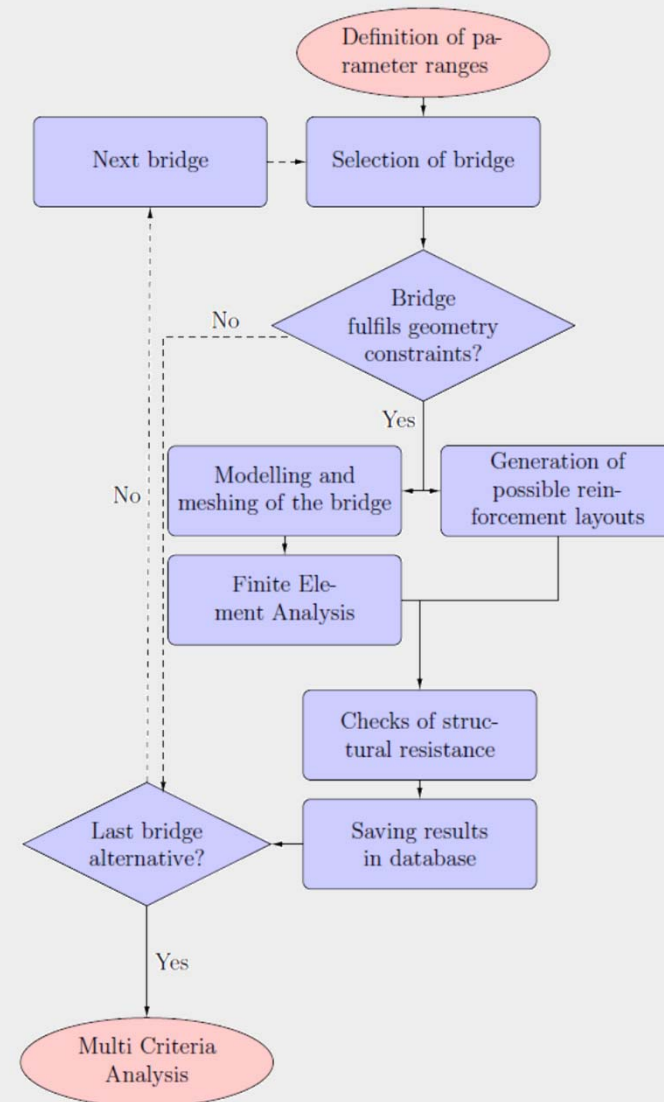 Definition of pa-
rameter ranges
Next bridge
Selection of bridge
Bridge
fulfils geometry
constraints?
No
Yes
Modelling and
meshing of the bridge
Generation of
possible rein-
forcement layouts
No
Finite Ele-
ment Analysis
Checks of struc-
tural resistance
Last bridge
alternative?
Saving results
in database
Yes
Multi Criteria
Analysis